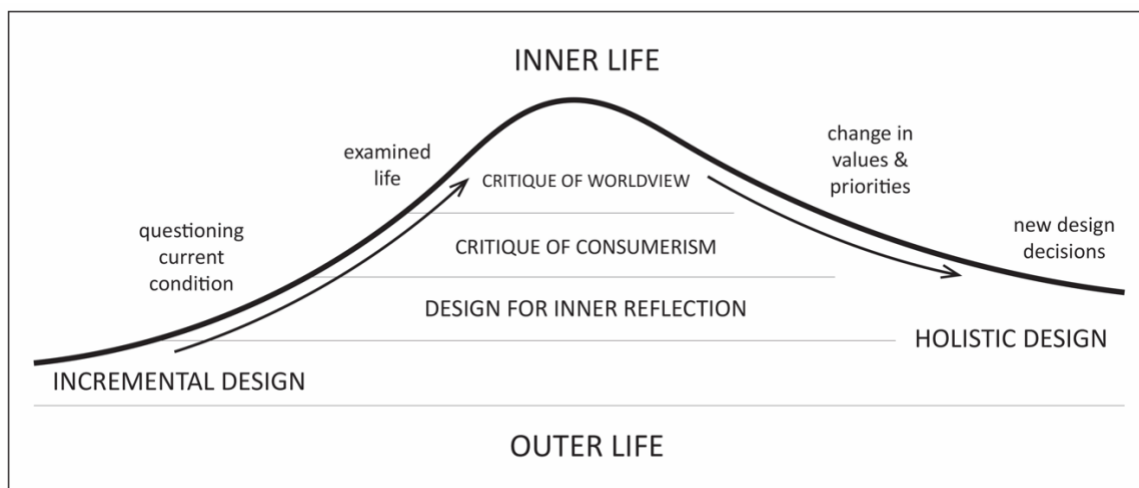 INNER LIFE
examined
life
change in
values &
priorities
CRITIQUE OF WORLDVIEW
questioning
current
condition
CRITIQUE OF CONSUMERISM
new design
decisions
DESIGN FOR INNER REFLECTION
HOLISTIC DESIGN
INCREMENTAL DESIGN
OUTER LIFE